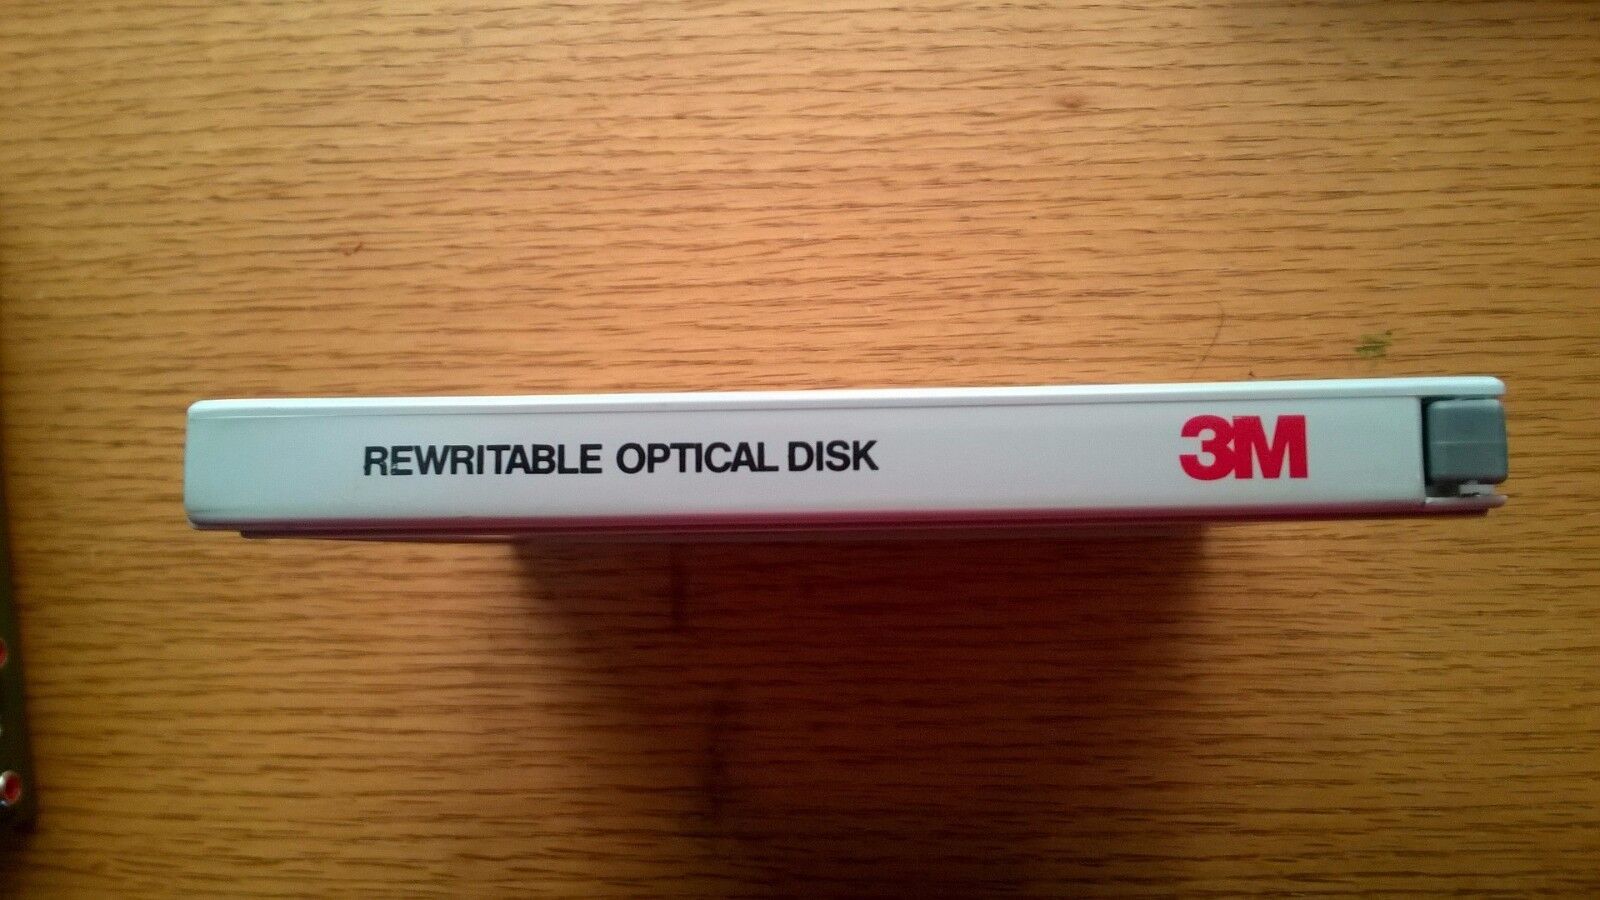 REWRITABLE OPTICAL DISK 3M